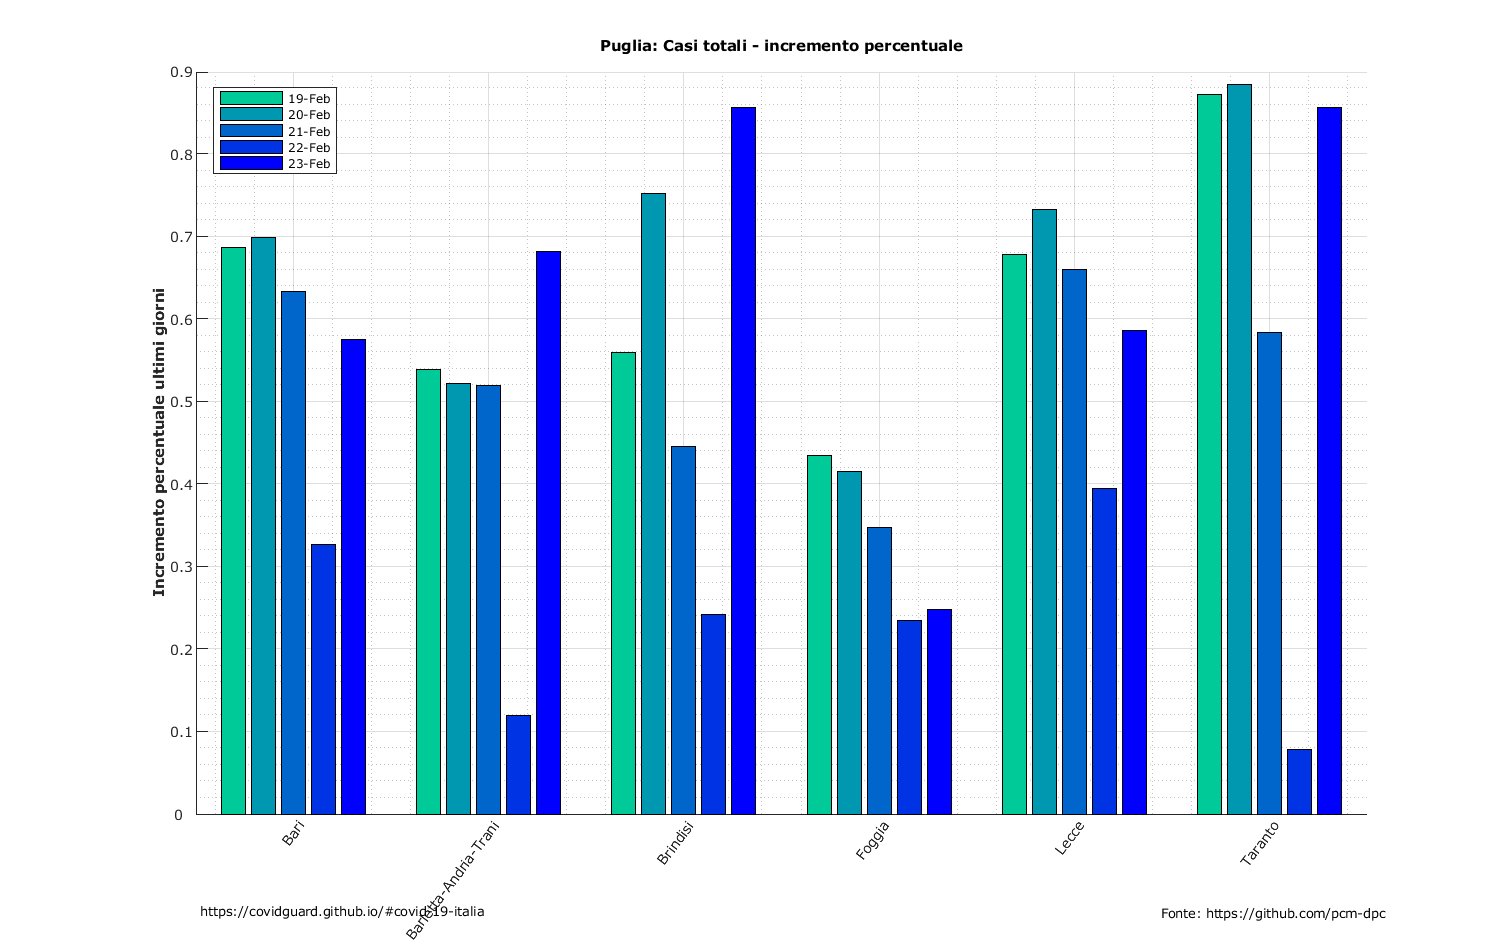 Puglia: Casi totali - incremento percentuale
Incremento percentuale ultimi giorni
0.9
0.8
0.7
0.6
0.5
0.4
0.3
0.2
0.1
0
19-Feb
20-Feb
21-Feb
22-Feb
23-Feb
Bari
Barletta-Andria-Trani
Brindisi
Foggia
Lecce
Taranto
https://covidguard.github.io/#covid-19-italia
Fonte: https://github.com/pcm-dpc